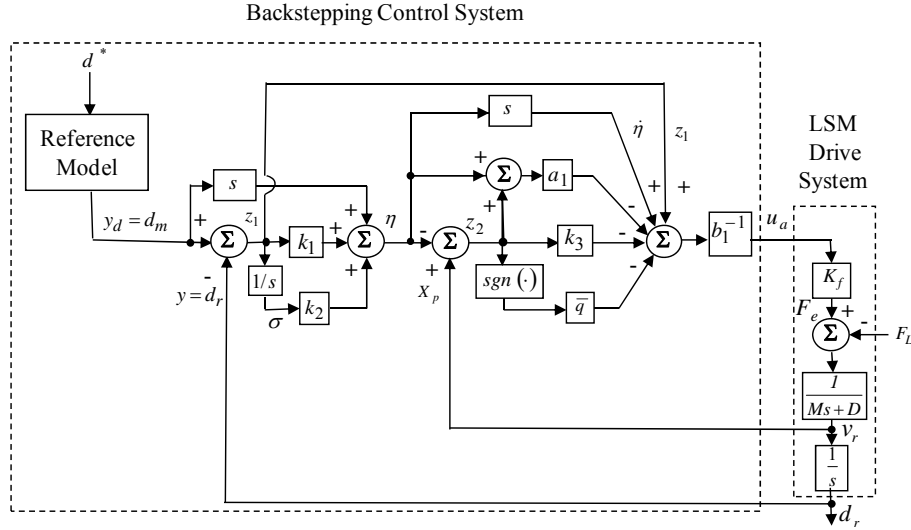 Backstepping Control System
d *
Reference
Model
y_d = d_m
s
+
Σ
-
y = d_r
z_1
k_1
1/s
σ
k_2
+
+
+
Σ
η
-
Σ
+
X_p
z_2
s
η̇
z_1
+
Σ
+
a_1
k_3
sgn (·)
q̄
+
+
-
-
-
Σ
b_1^{-1}
u_a
LSM
Drive
System
K_f
F_e
+
Σ
-
F_L
1
Ms + D
v_r
1
s
d_r